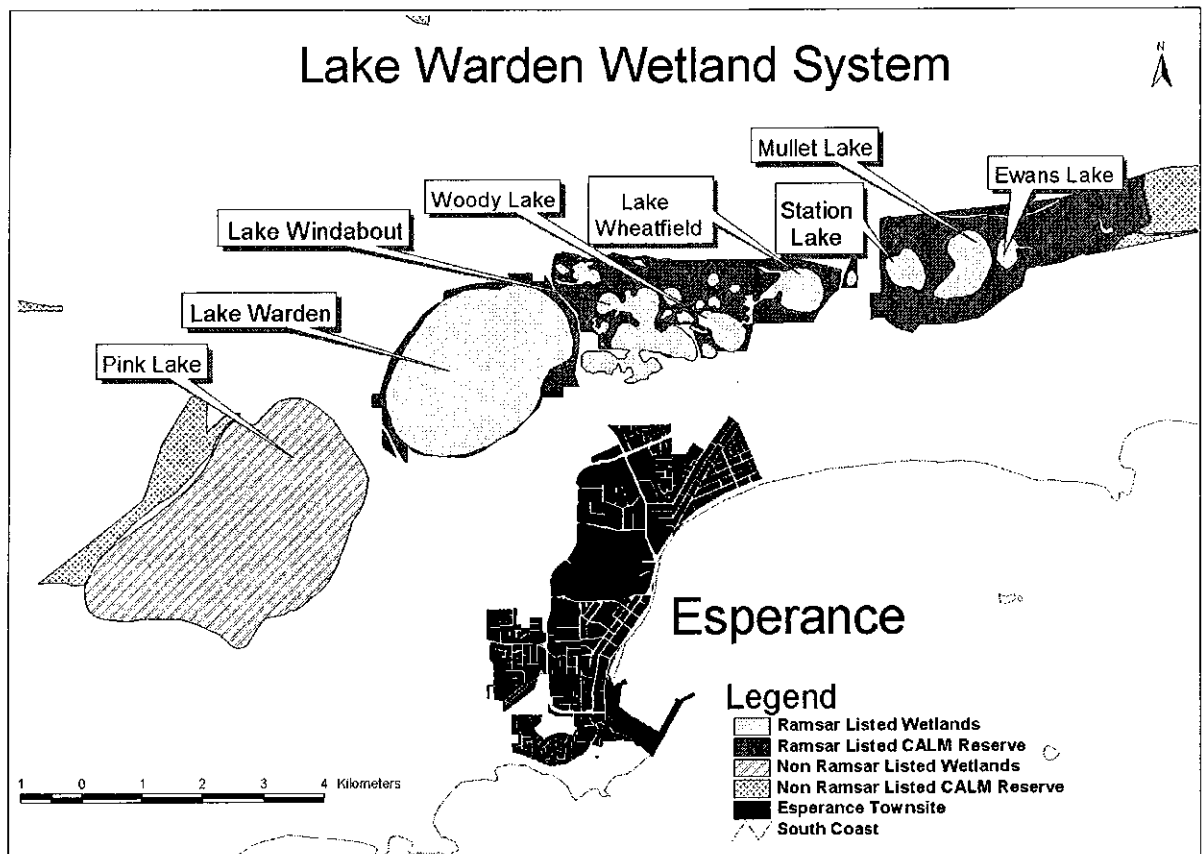 Lake Warden Wetland System
N
Mullet Lake
Ewans Lake
Woody Lake
Lake
Wheatfield
Station
Lake
Lake Windabout
Lake Warden
Pink Lake
Esperance
Legend
Ramsar Listed Wetlands
Ramsar Listed CALM Reserve
Non Ramsar Listed Wetlands
Non Ramsar Listed CALM Reserve
Esperance Townsite
South Coast
1 0 1 2 3 4 Kilometers